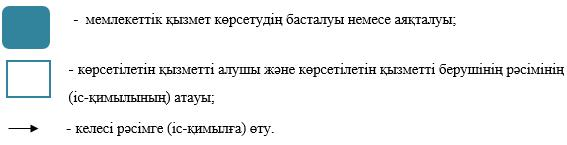 - мемлекеттік қызмет көрсетудің басталуы немесе аяқталуы;
- көрсетілетін қызметті алушы және көрсетілетін қызметті берушінің рәсімінің
(іс-қимылының) атауы;
- келесі рәсімге (іс-қимылға) өту.